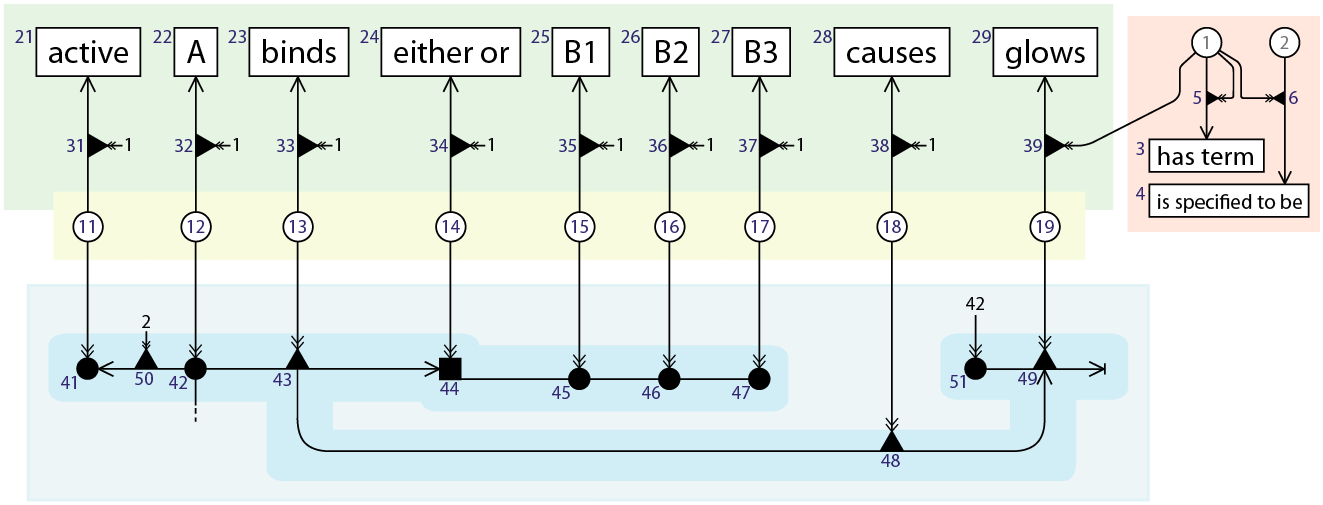 21 active 22 A 23 binds 24 either or 25 B1 26 B2 27 B3 28 causes 29 glows 1 2
5 6
31 1 32 1 33 1 34 1 35 1 36 1 37 1 38 1 39 3 has term
4 is specified to be
11 12 13 14 15 16 17 18 19
2 42
41 50 42 43 44 45 46 47 51 49
48